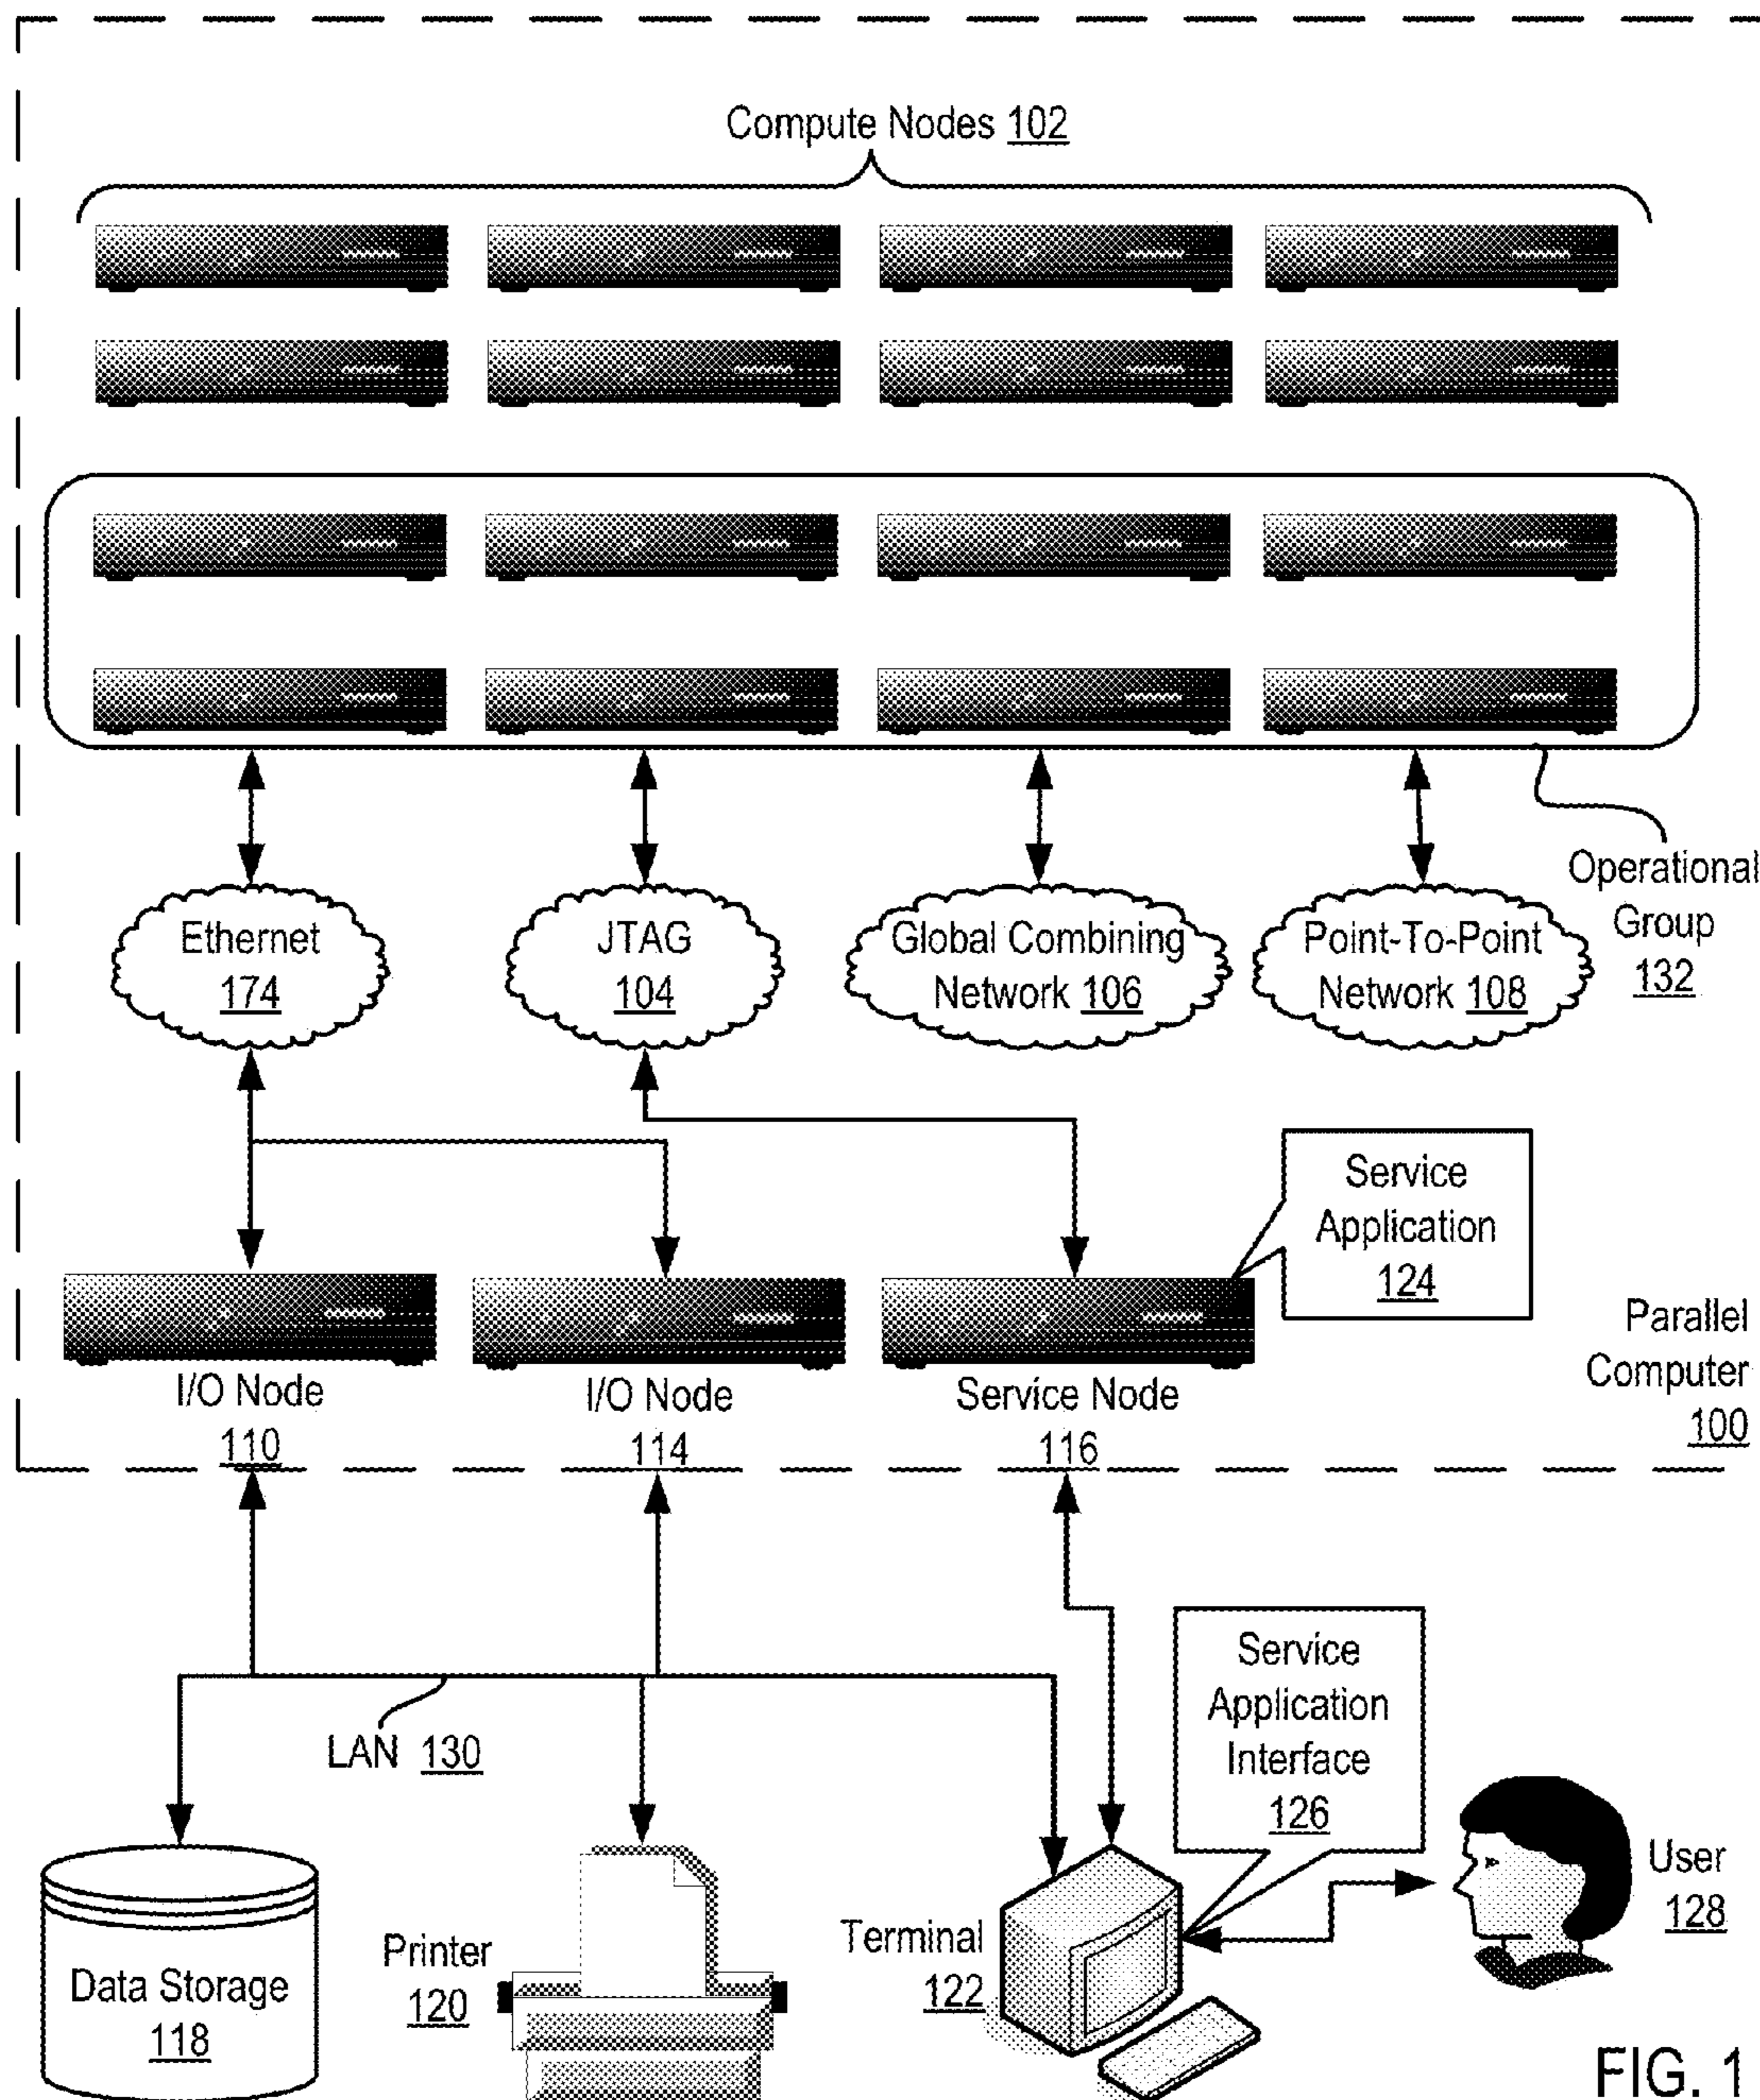 Compute Nodes 102
Operational
Group
132
Ethernet
174
JTAG
104
Global Combining
Network 106
Point-To-Point
Network 108
Service
Application
124
Parallel
Computer
100
I/O Node
110
I/O Node
114
Service Node
116
LAN 130
Service
Application
Interface
126
User
128
Data Storage
118
Printer
120
Terminal
122
FIG. 1